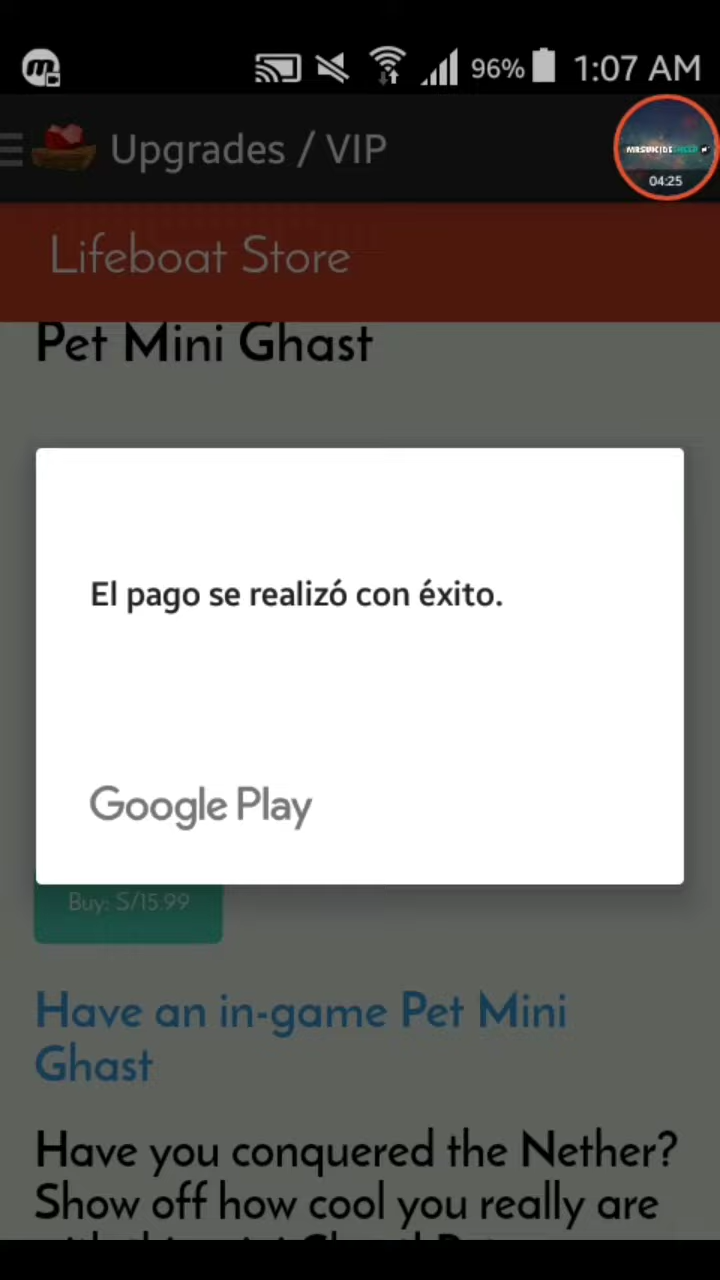 96% 1:07 AM
Upgrades / VIP
04:25
Lifeboat Store
Pet Mini Ghast
El pago se realizó con éxito.
Google Play
Buy: S/15.99
Have an in-game Pet Mini
Ghast
Have you conquered the Nether?
Show off how cool you really are